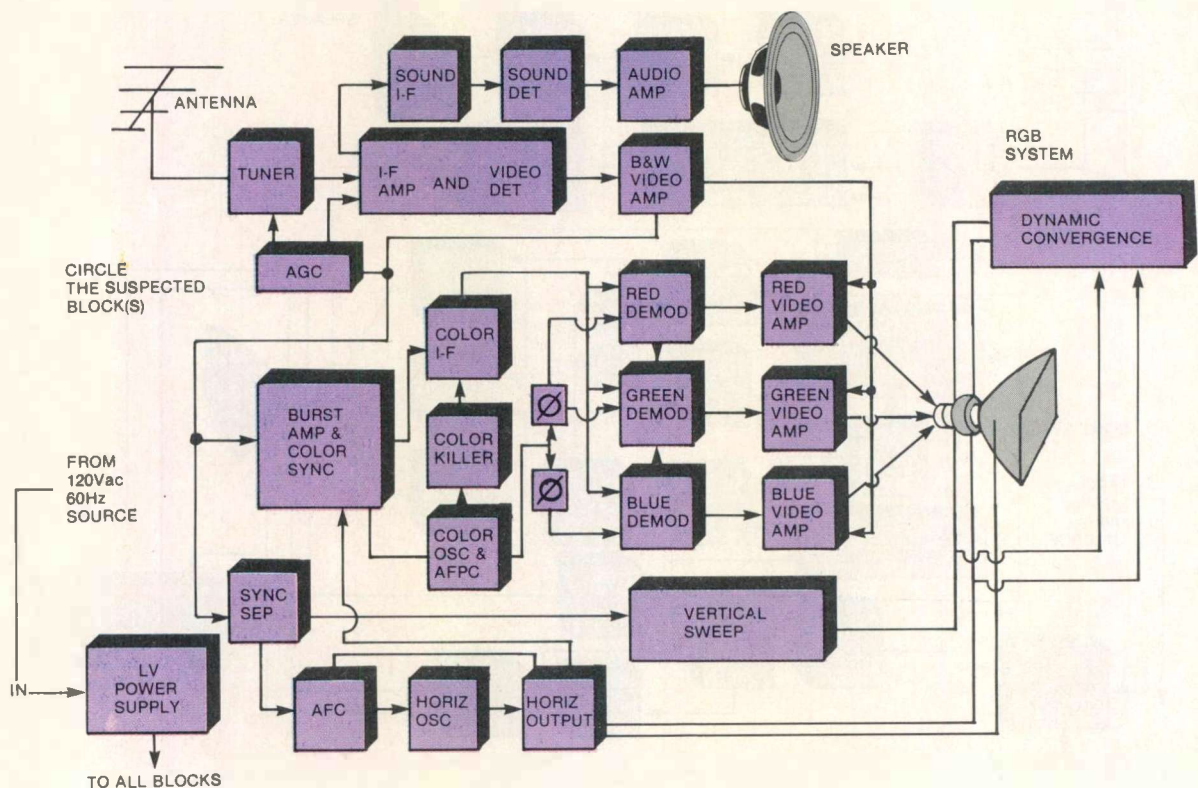 SPEAKER
SOUND
I-F
SOUND
DET
AUDIO
AMP
ANTENNA
RGB
SYSTEM
TUNER
I-F
AMP AND VIDEO
DET
B&W
VIDEO
AMP
DYNAMIC
CONVERGENCE
AGC
CIRCLE
THE SUSPECTED
BLOCK(S)
COLOR
I-F
RED
DEMOD
RED
VIDEO
AMP
BURST
AMP &
COLOR
SYNC
COLOR
KILLER
Ø
GREEN
DEMOD
GREEN
VIDEO
AMP
FROM
120Vac
60Hz
SOURCE
COLOR
OSC &
AFPC
Ø
BLUE
DEMOD
BLUE
VIDEO
AMP
SYNC
SEP
VERTICAL
SWEEP
IN
LV
POWER
SUPPLY
AFC
HORIZ
OSC
HORIZ
OUTPUT
TO ALL BLOCKS